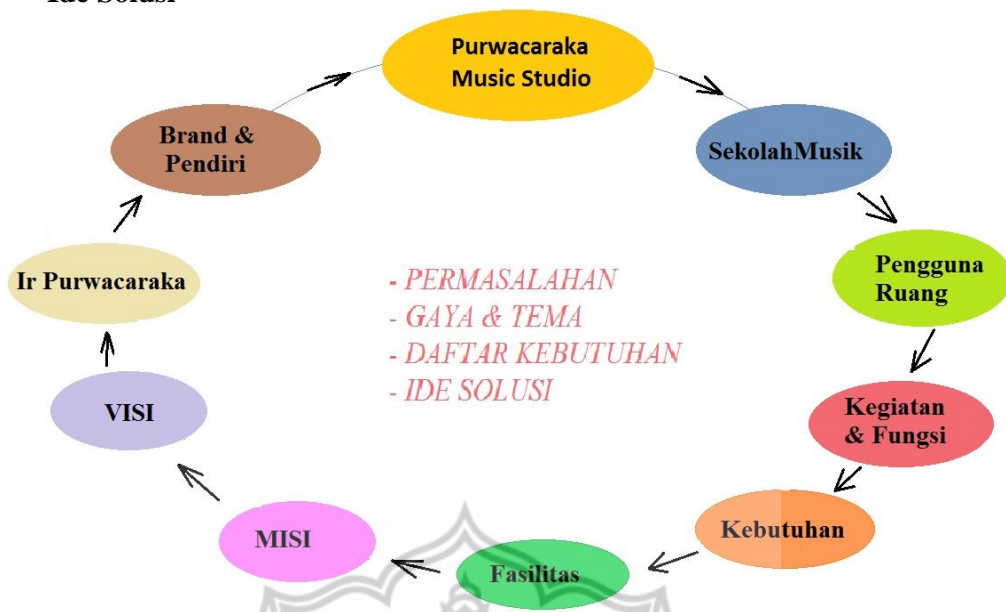 Ide Solusi
Purwacaraka
Music Studio
Brand &
Pendiri
SekolahMusik
Ir Purwacaraka
- PERMASALAHAN
- GAYA & TEMA
- DAFTAR KEBUTUHAN
- IDE SOLUSI
Pengguna
Ruang
VISI
Kegiatan
& Fungsi
MISI
Kebutuhan
Fasilitas